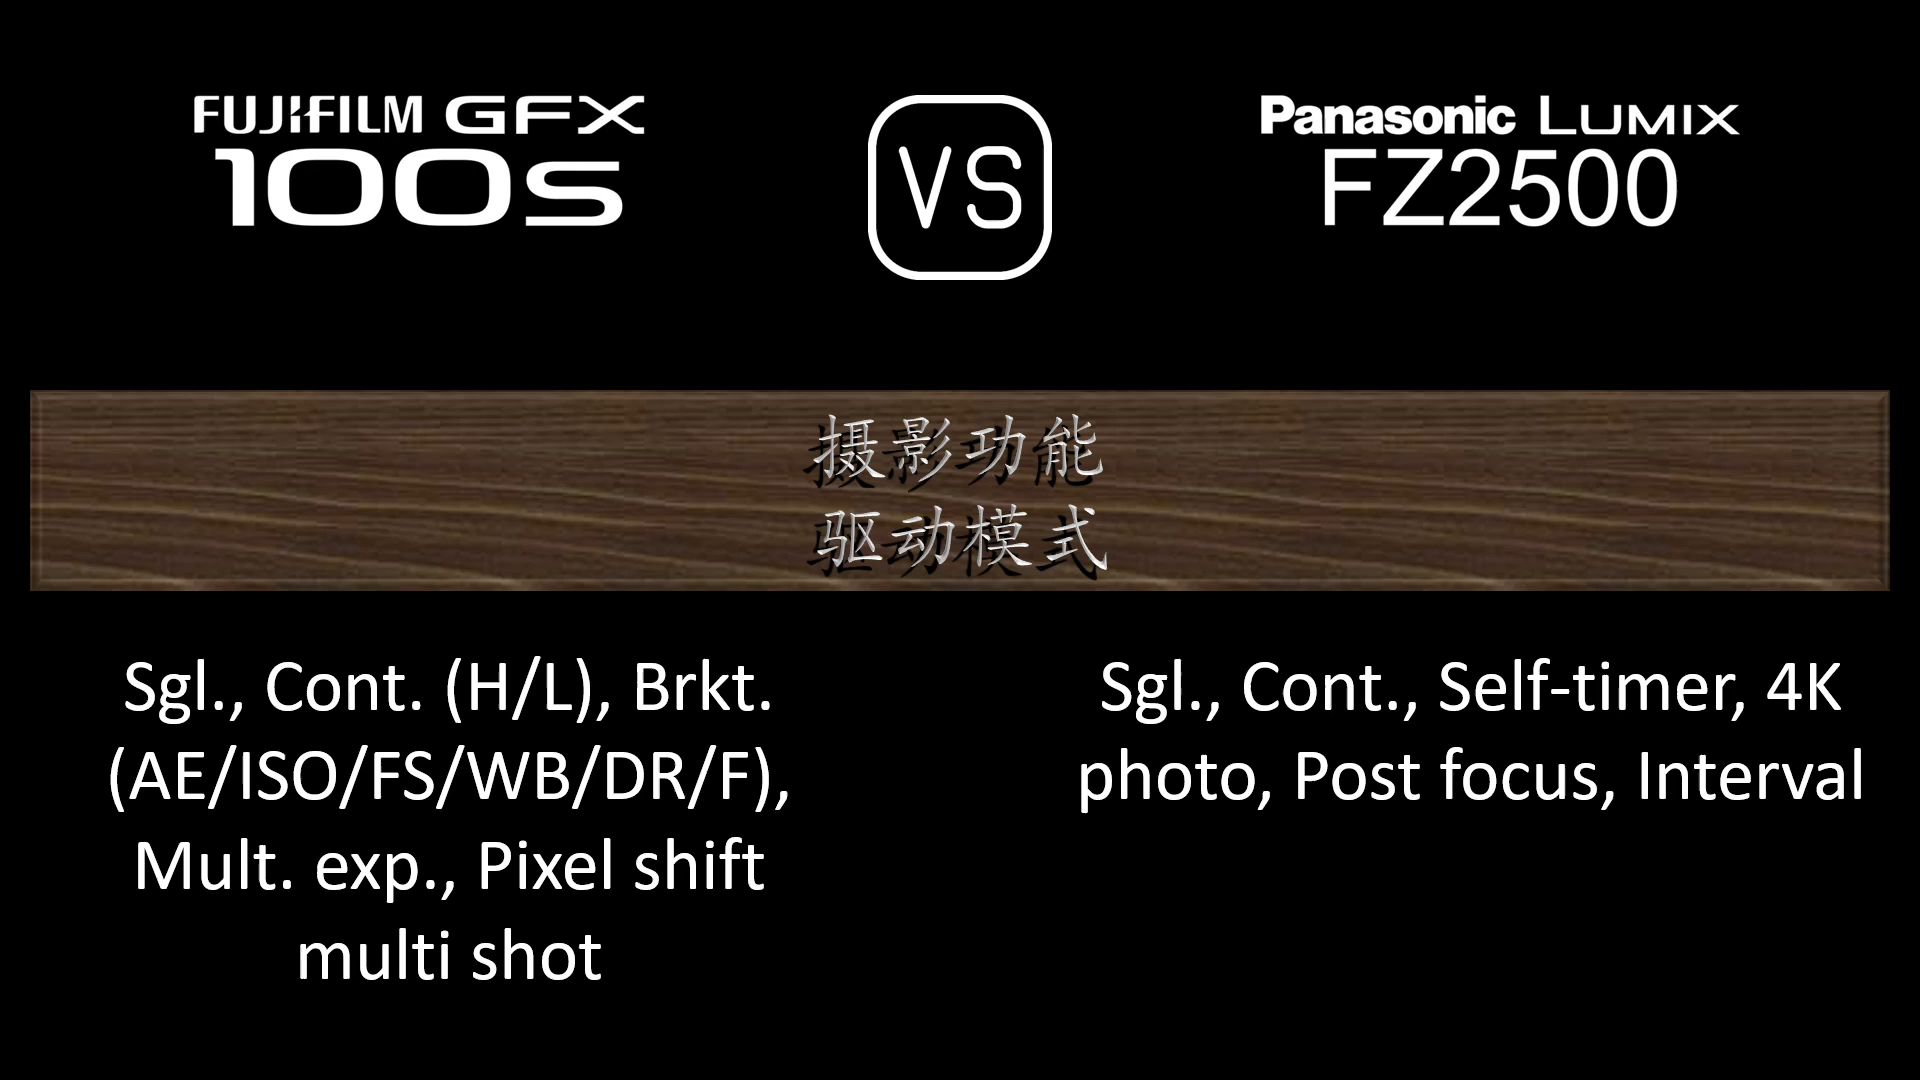 FUJIFILM GFX
100S
VS
Panasonic LUMIX
FZ2500
摄影功能
驱动模式
Sgl., Cont. (H/L), Brkt.
(AE/ISO/FS/WB/DR/F),
Mult. exp., Pixel shift
multi shot
Sgl., Cont., Self-timer, 4K
photo, Post focus, Interval